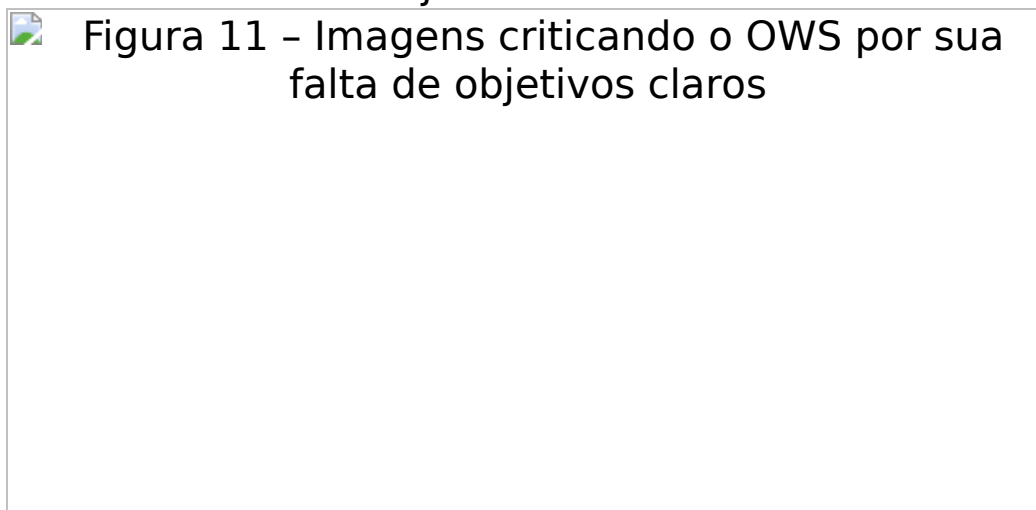 Figura 11 – Imagens criticando o OWS por sua
falta de objetivos claros